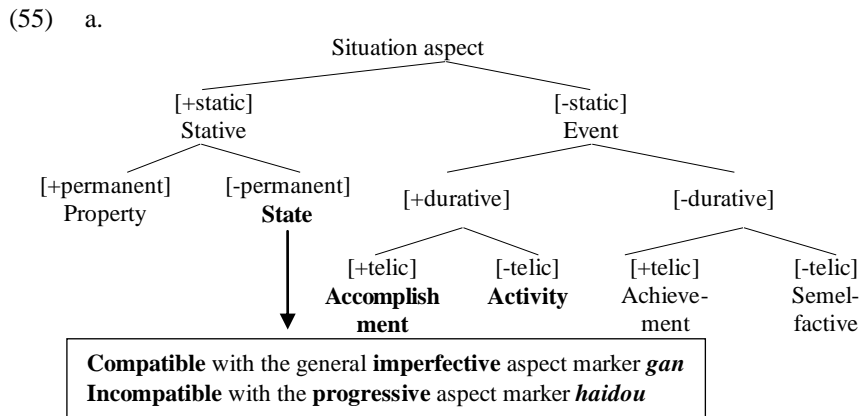 (55) a.
Situation aspect
[+static] [-static]
Stative Event
[+permanent] [-permanent] [+durative] [-durative]
Property State
[+telic] [-telic] [+telic] [-telic]
Accomplish Activity Achieve- Semel-
ment ment factive
Compatible with the general imperfective aspect marker gan
Incompatible with the progressive aspect marker haidou